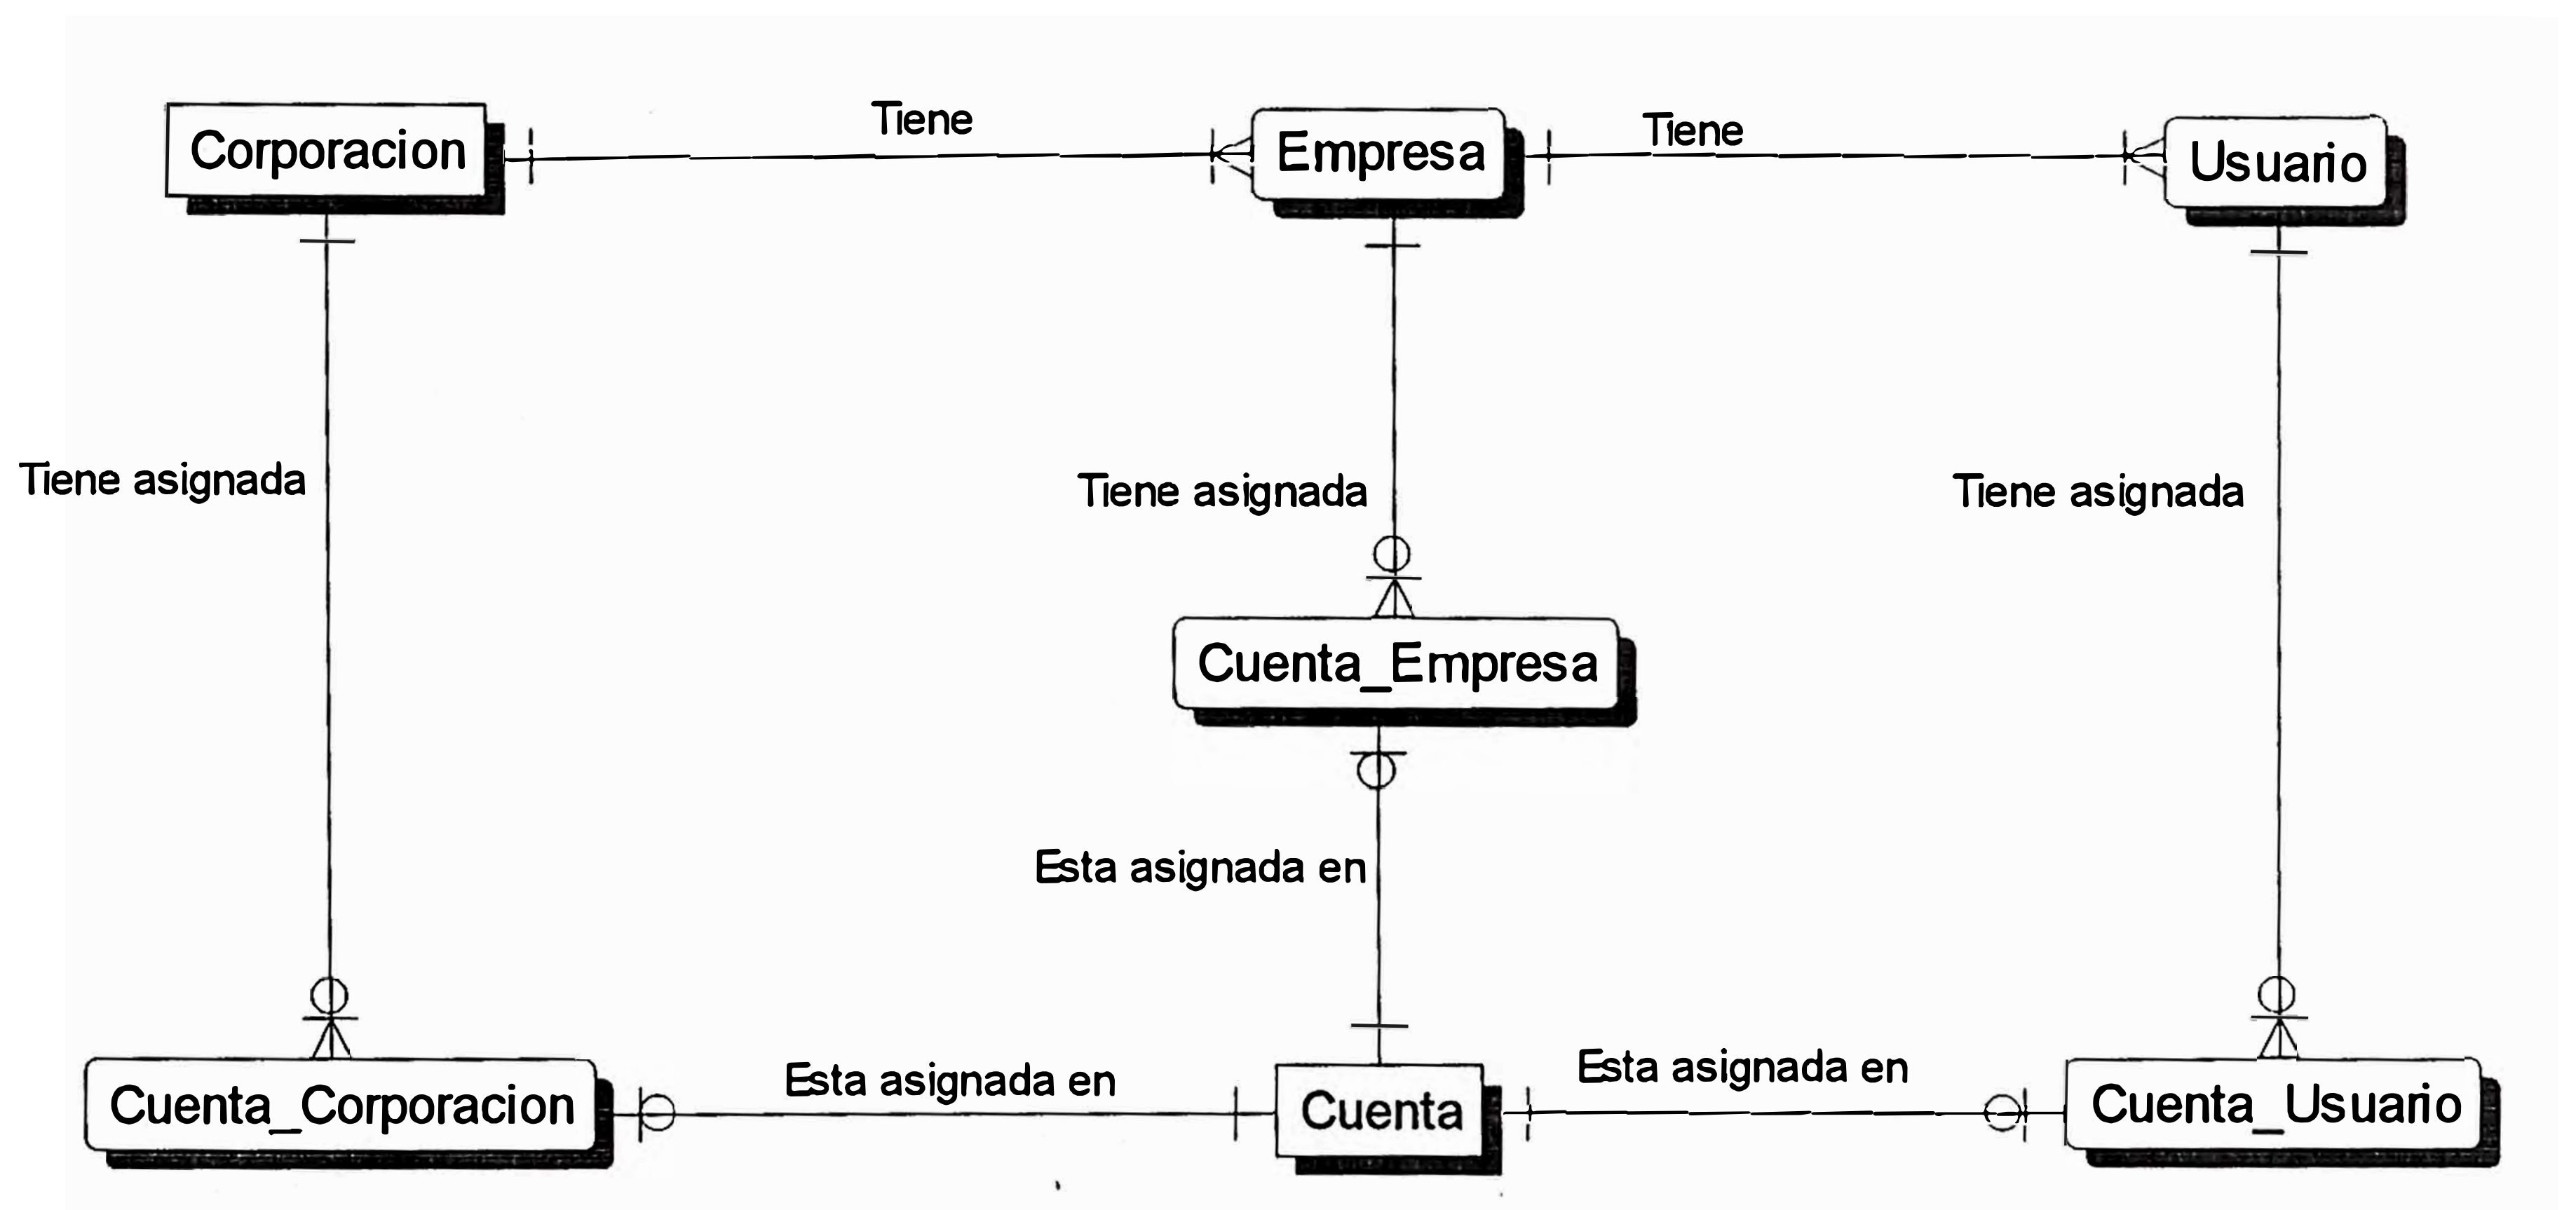 Corporacion
Tiene
Empresa
Tiene
Usuario
Tiene asignada
Tiene asignada
Tiene asignada
Cuenta_Empresa
Esta asignada en
Cuenta_Corporacion
Esta asignada en
Cuenta
Esta asignada en
Cuenta_Usuario